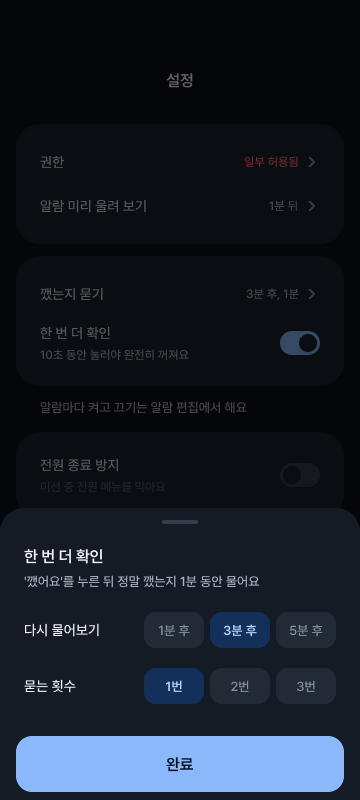 설정
권한
일부 허용됨
알람 미리 울려 보기
1분 뒤
깼는지 묻기
3분 후, 1분
한 번 더 확인
10초 동안 눌러야 완전히 꺼져요
알람마다 켜고 끄기는 알람 편집에서 해요
전원 종료 방지
미션 중 전원 메뉴를 막아요
한 번 더 확인
'깼어요'를 누른 뒤 정말 깼는지 1분 동안 물어요
다시 물어보기
1분 후
3분 후
5분 후
묻는 횟수
1번
2번
3번
완료